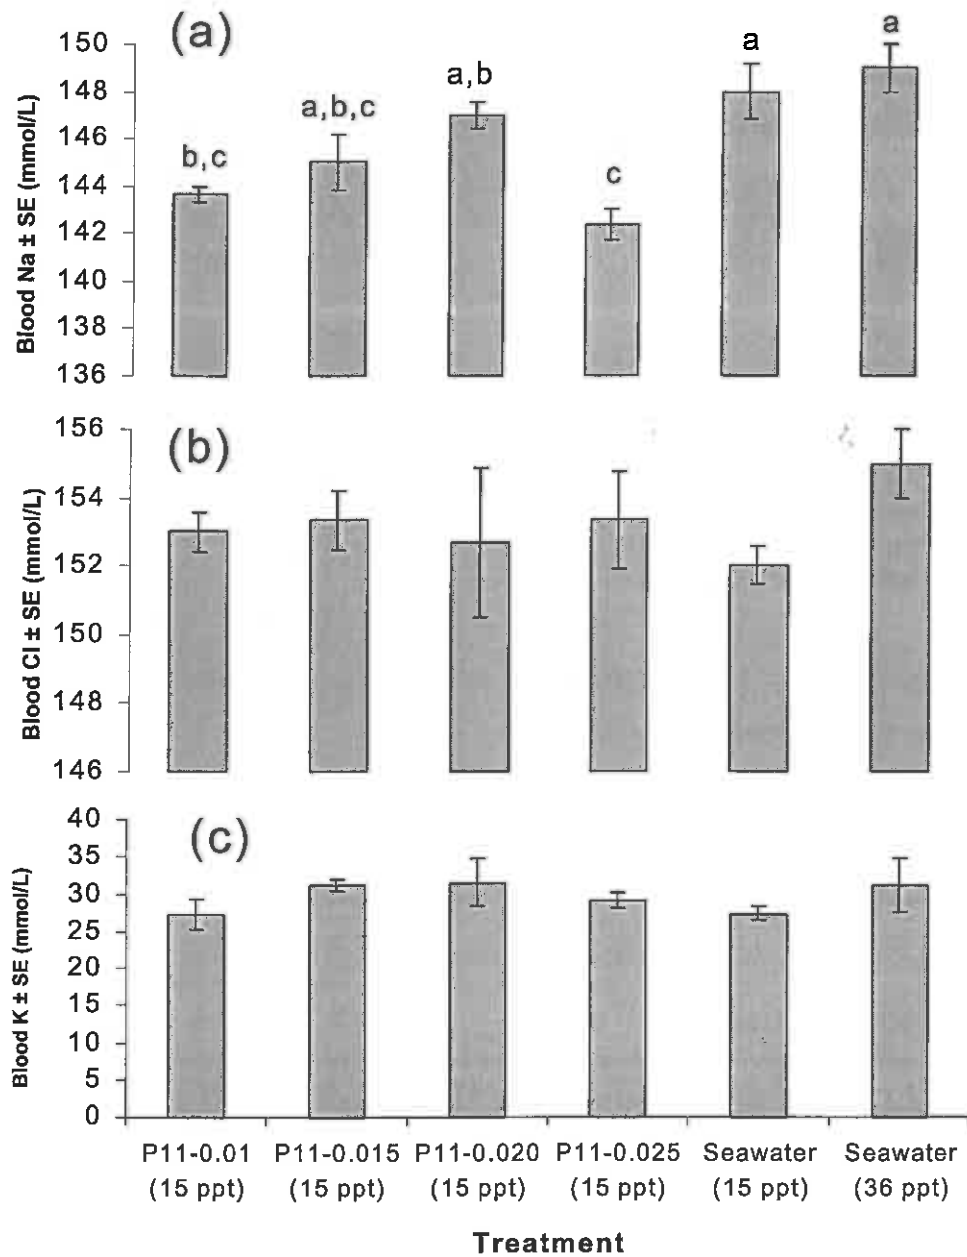 (a)
Blood Na ± SE (mmol/L)
150
148
146
144
142
140
138
136
b,c
a,b,c
a,b
c
a
a
(b)
Blood Cl ± SE (mmol/L)
156
154
152
150
148
146
(c)
Blood K ± SE (mmol/L)
40
35
30
25
20
15
10
5
0
P11-0.01 P11-0.015 P11-0.020 P11-0.025 Seawater Seawater
(15 ppt) (15 ppt) (15 ppt) (15 ppt) (15 ppt) (36 ppt)
Treatment